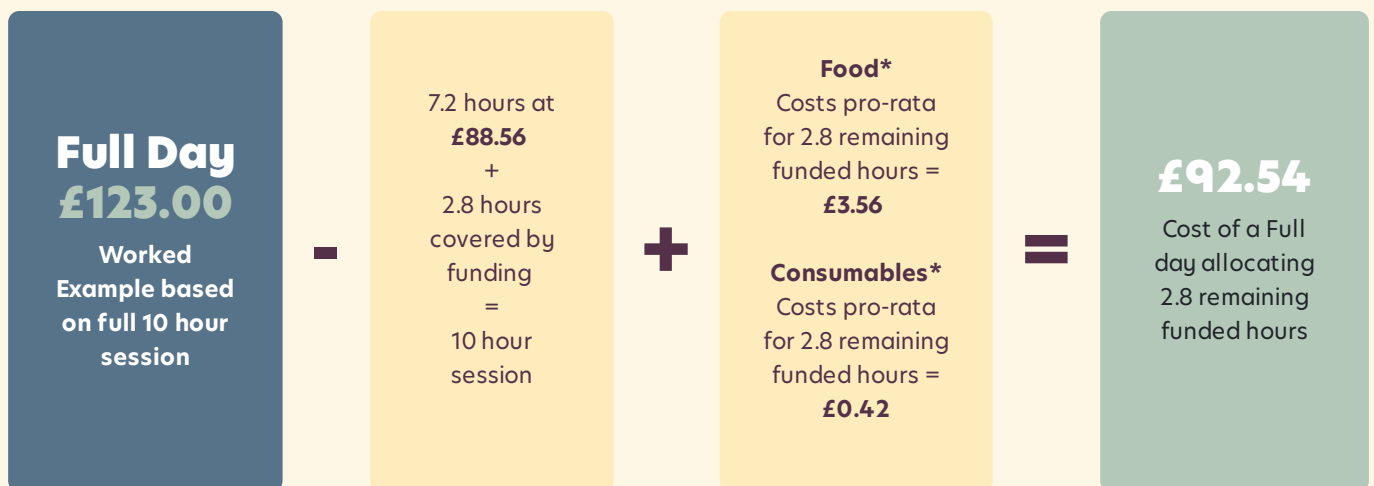 Full Day
£123.00
Worked
Example based
on full 10 hour
session
-
7.2 hours at
£88.56
+
2.8 hours
covered by
funding
=
10 hour
session
+
Food*
Costs pro-rata
for 2.8 remaining
funded hours =
£3.56
Consumables*
Costs pro-rata
for 2.8 remaining
funded hours =
£0.42
=
£92.54
Cost of a Full
day allocating
2.8 remaining
funded hours